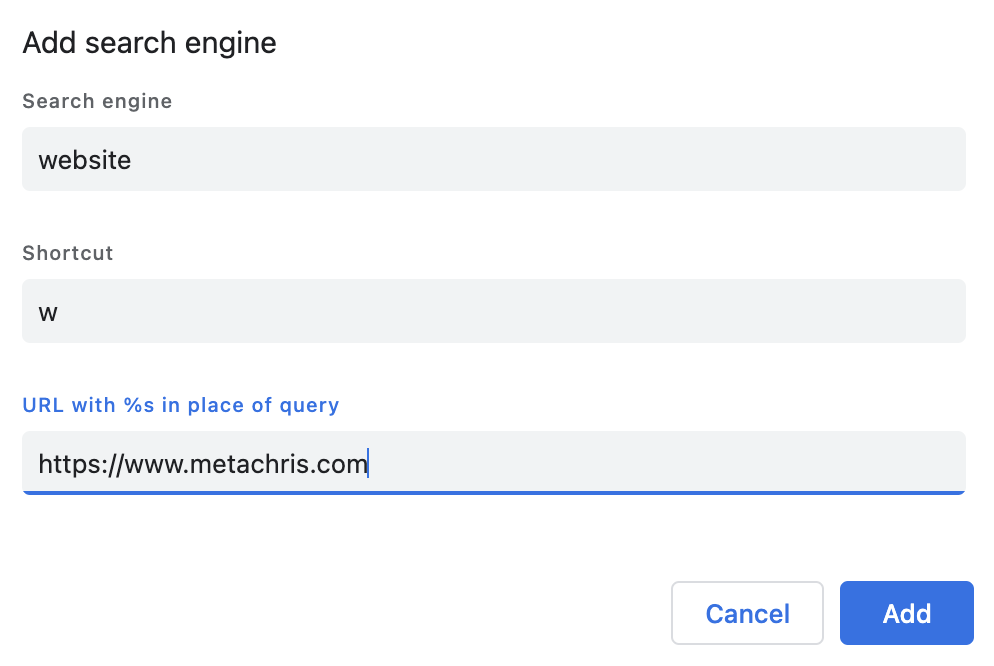 Add search engine
Search engine
website
Shortcut
w
URL with %s in place of query
https://www.metachris.com
Cancel Add